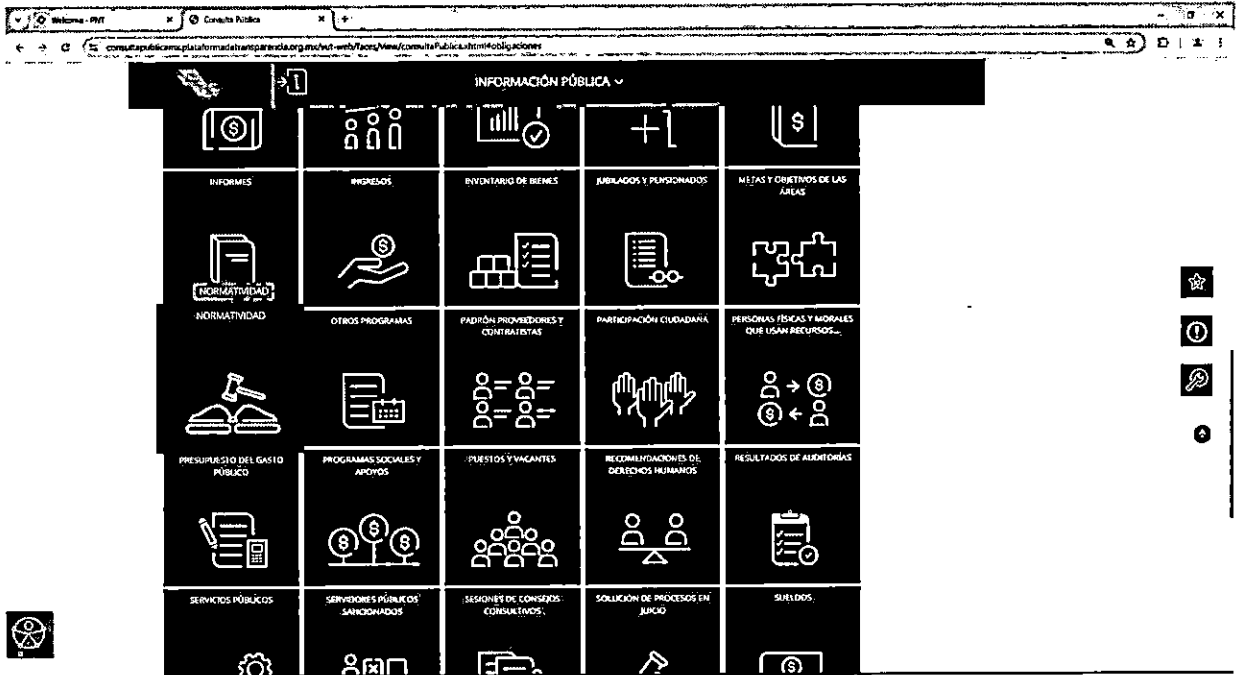 Welcome - PNT
Consulta Pública
consultapublicamx.plataformadetransparencia.org.mx/vut-web/faces/view/consultaPublica.xhtml#obligaciones
INFORMACIÓN PÚBLICA
INFORMES
INGRESOS
INVENTARIO DE BIENES
JUBILADOS Y PENSIONADOS
METAS Y OBJETIVOS DE LAS
ÁREAS
NORMATIVIDAD
NORMATIVIDAD
OTROS PROGRAMAS
PADRÓN PROVEEDORES Y
CONTRATISTAS
PARTICIPACIÓN CIUDADANA
PERSONAS FÍSICAS Y MORALES
QUE USAN RECURSOS...
PRESUPUESTO DEL GASTO
PÚBLICO
PROGRAMAS SOCIALES Y
APOYOS
PUESTOS Y VACANTES
RECOMENDACIONES DE
DERECHOS HUMANOS
RESULTADOS DE AUDITORÍAS
SERVICIOS PÚBLICOS
SERVIDORES PÚBLICOS
SANCIONADOS
SESIONES DE CONSEJOS
CONSULTIVOS
SOLUCIÓN DE PROCESOS EN
JUICIO
SUELDOS